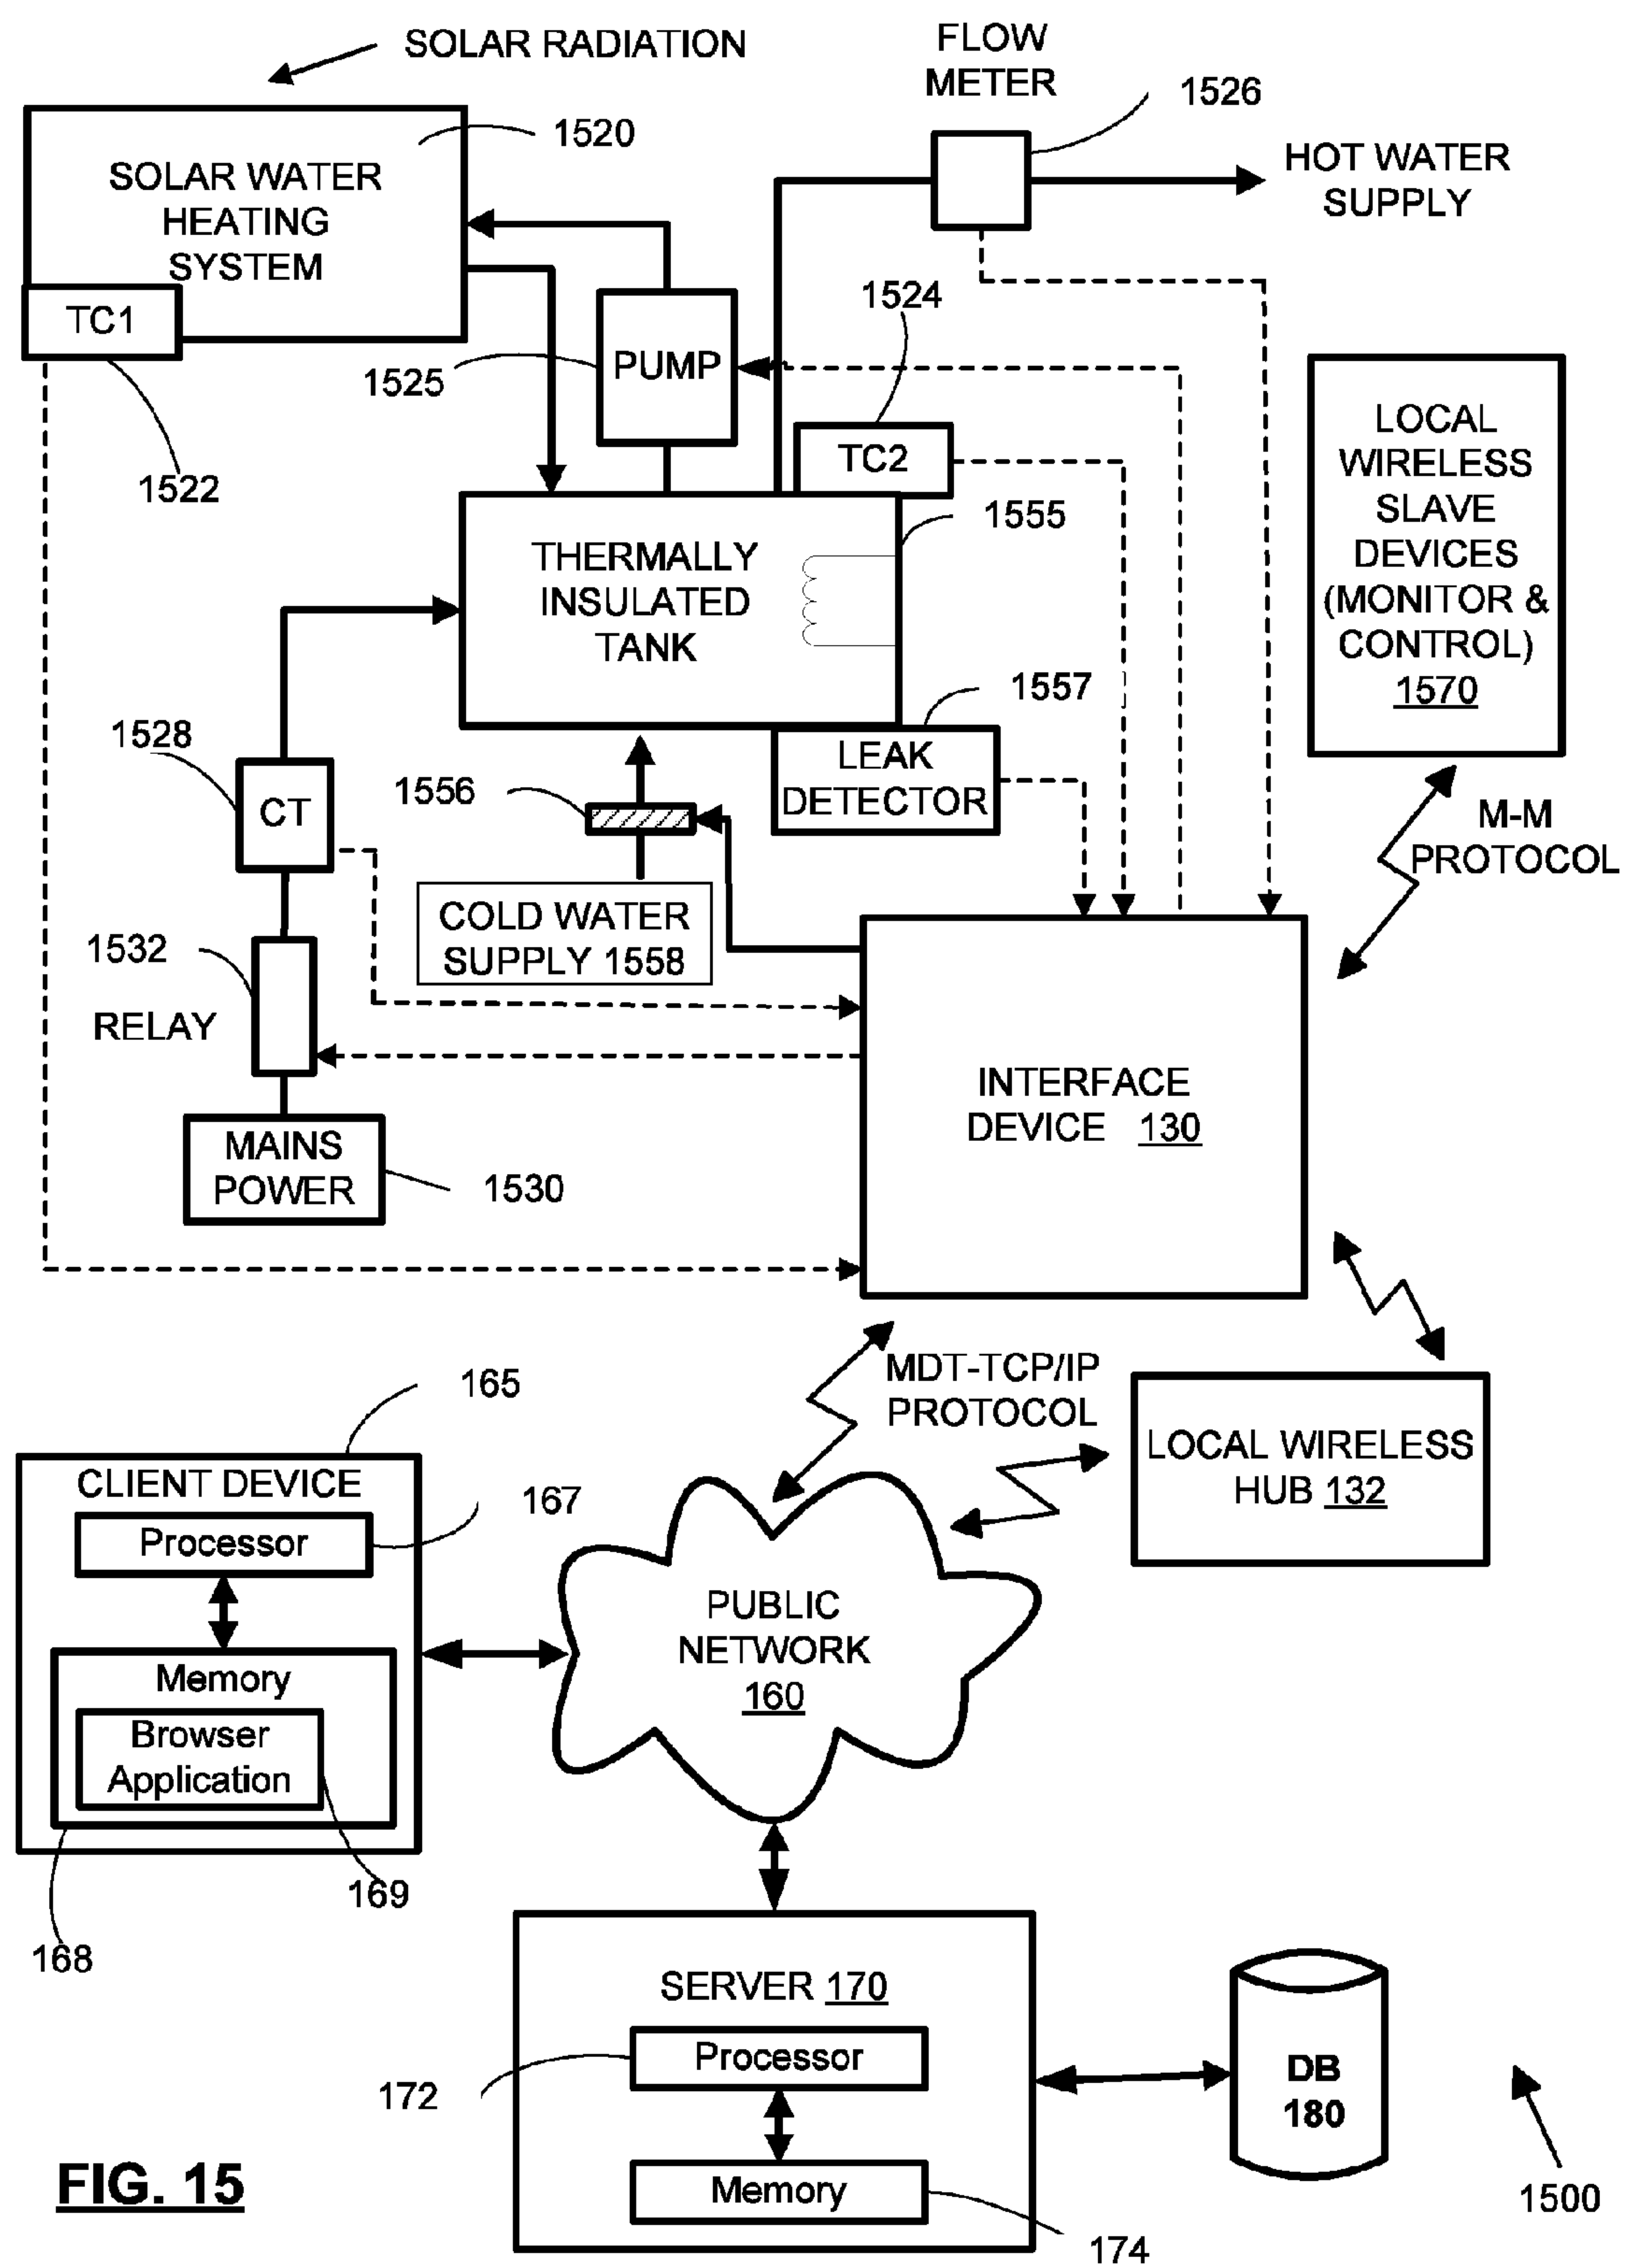 SOLAR RADIATION
FLOW
METER
1526
1520
SOLAR WATER
HEATING
SYSTEM
HOT WATER
SUPPLY
TC1
1524
1525
PUMP
1522
TC2
1555
LOCAL
WIRELESS
SLAVE
DEVICES
(MONITOR &
CONTROL)
1570
THERMALLY
INSULATED
TANK
1557
1528
LEAK
DETECTOR
1556
CT
M-M
PROTOCOL
COLD WATER
SUPPLY 1558
1532
RELAY
INTERFACE
DEVICE 130
MAINS
POWER
1530
MDT-TCP/IP
PROTOCOL
165
LOCAL WIRELESS
HUB 132
CLIENT DEVICE
167
Processor
PUBLIC
NETWORK
160
Memory
Browser
Application
169
168
SERVER 170
Processor
172
DB
180
Memory
174
FIG. 15
1500